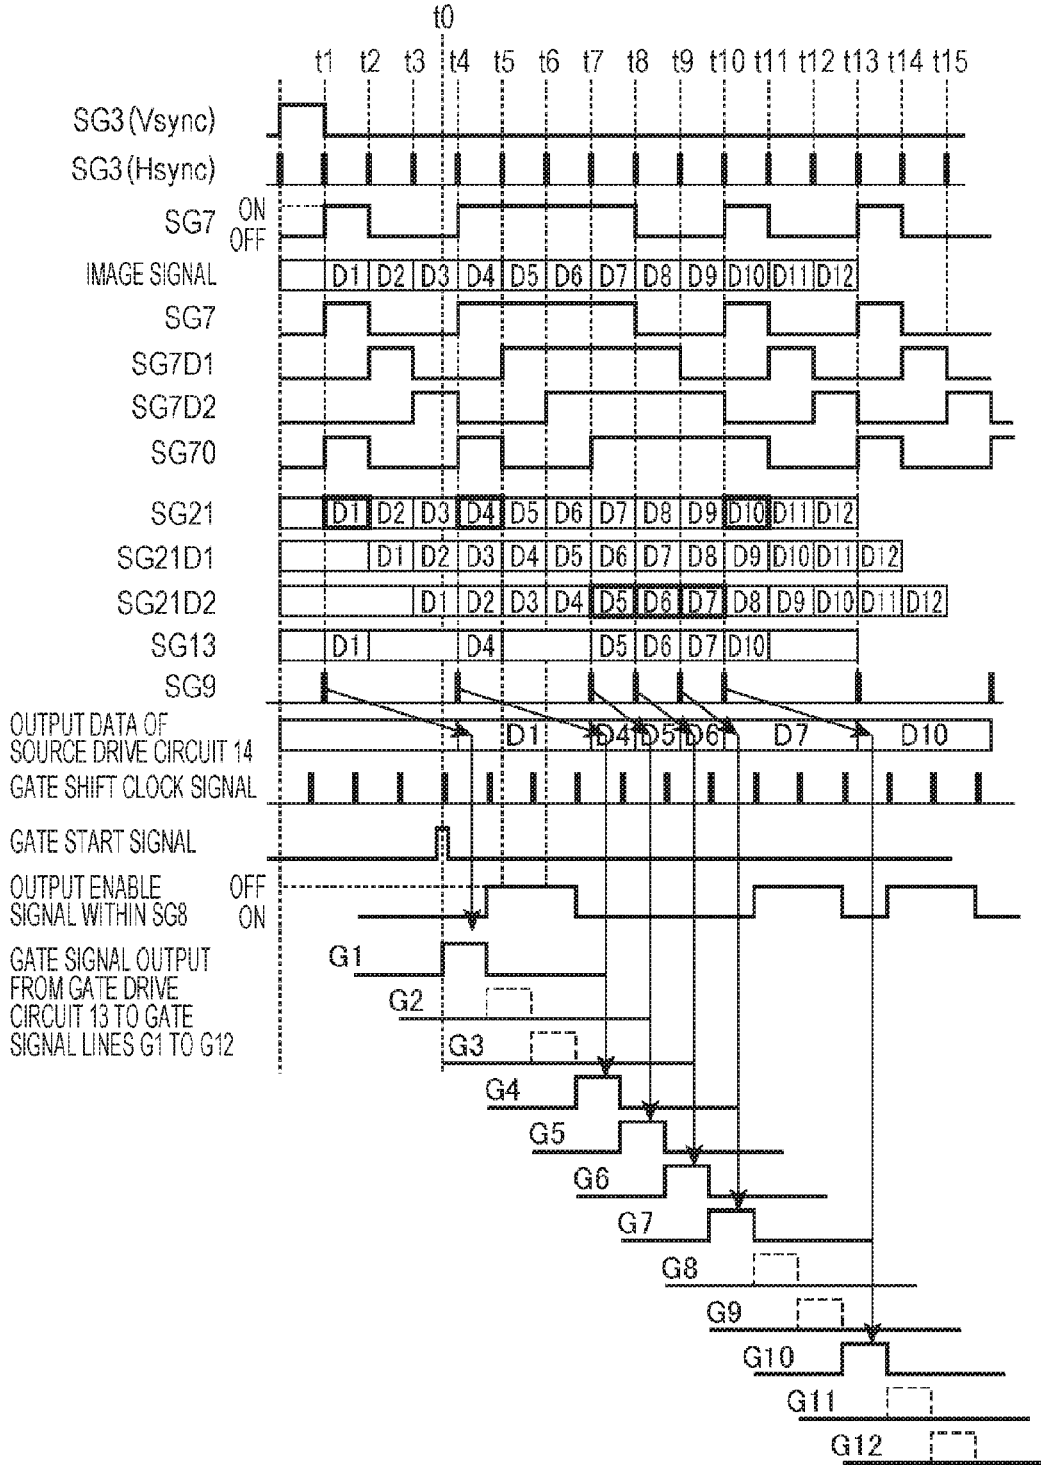 t0
t1 t2 t3 t4 t5 t6 t7 t8 t9 t10 t11 t12 t13 t14 t15
SG3(Vsync)
SG3(Hsync)
SG7 ON
OFF
IMAGE SIGNAL D1 D2 D3 D4 D5 D6 D7 D8 D9 D10 D11 D12
SG7
SG7D1
SG7D2
SG70
SG21 D1 D2 D3 D4 D5 D6 D7 D8 D9 D10 D11 D12
SG21D1 D1 D2 D3 D4 D5 D6 D7 D8 D9 D10 D11 D12
SG21D2 D1 D2 D3 D4 D5 D6 D7 D8 D9 D10 D11 D12
SG13 D1 D4 D5 D6 D7 D10
SG9
OUTPUT DATA OF
SOURCE DRIVE CIRCUIT 14 D1 D4 D5 D6 D7 D10
GATE SHIFT CLOCK SIGNAL
GATE START SIGNAL
OUTPUT ENABLE OFF
SIGNAL WITHIN SG8 ON
GATE SIGNAL OUTPUT
FROM GATE DRIVE
CIRCUIT 13 TO GATE
SIGNAL LINES G1 TO G12
G1
G2
G3
G4
G5
G6
G7
G8
G9
G10
G11
G12